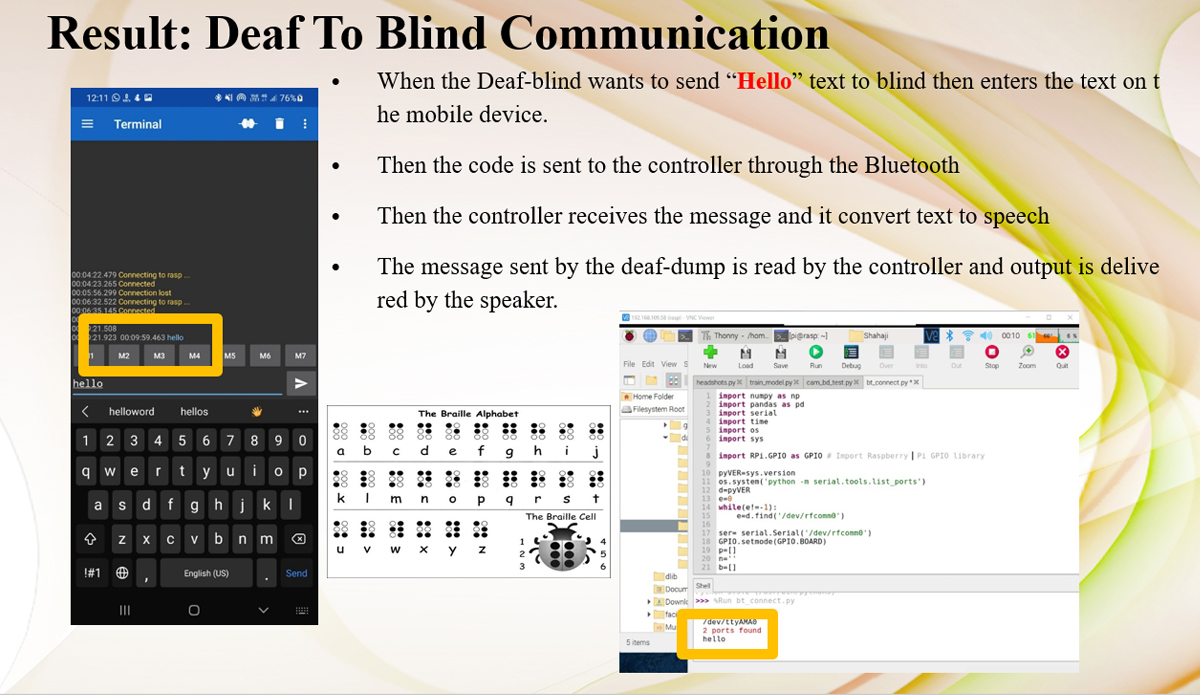 Result: Deaf To Blind Communication
• When the Deaf-blind wants to send “Hello” text to blind then enters the text on t
he mobile device.
• Then the code is sent to the controller through the Bluetooth
• Then the controller receives the message and it convert text to speech
• The message sent by the deaf-dump is read by the controller and output is delive
red by the speaker.
12:11 76%
Terminal
00:04:22.479 Connecting to rasp ...
00:04:23.265 Connected
00:05:56.299 Connection lost
00:06:32.522 Connecting to rasp ...
00:06:35.145 Connected
21.508
21.923 00:09:59.463 hello
M2 M3 M4 M5 M6 M7
hello
helloword hellos
1 2 3 4 5 6 7 8 9 0
q w e r t y u i o p
a s d f g h j k l
z x c v b n m
!#1 , English (US) . Send
The Braille Alphabet
a b c d e f g h i j
k l m n o p q r s t
The Braille Cell
u v w x y z
1 4
2 5
3 6
192.168.109.58 (rasp) - VNC Viewer
Thonny - /hom.. [pi@rasp: ~] Shahaji 00:10
File Edit View
New Load Save Run Debug Over Into Out Stop Zoom Quit
headshots.py train_model.py cam_bd_test.py bt_connect.py *
Home Folder
Filesystem Root
1 import numpy as np
2 import pandas as pd
3 import serial
4 import time
5 import os
6 import sys
7
8 import RPi.GPIO as GPIO # Import Raspberry Pi GPIO library
9
10 pyVER=sys.version
11 os.system('python -m serial.tools.list_ports')
12 d=pyVER
13 e=0
14 while(e!=-1):
15 e=d.find('/dev/rfcomm0')
16
17 ser= serial.Serial('/dev/rfcomm0')
18 GPIO.setmode(GPIO.BOARD)
19 p=[]
20 n=''
21 b=[]
dlib
Docum
Downlo
5 items
Shell
>>> %Run bt_connect.py
/dev/ttyAMA0
2 ports found
hello